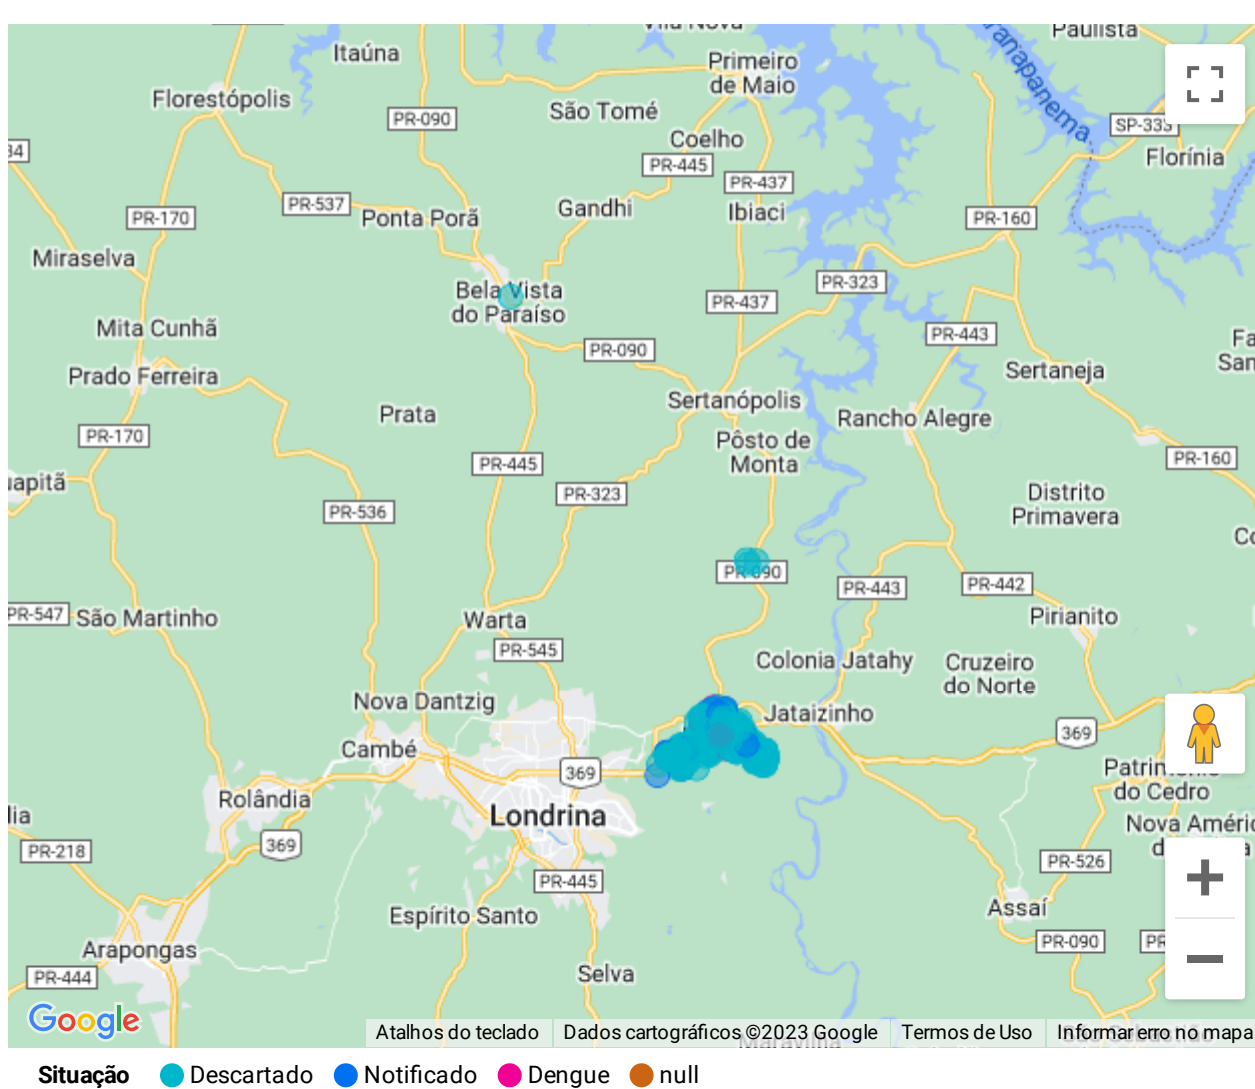 Paulista
Itaúna
Primeiro
de Maio
Florestópolis
São Tomé
PR-090
SP-333
Coelho
Florínia
PR-445
PR-437
PR-537
Gandhi
Ibiaci
PR-170
Ponta Porã
PR-160
Miraselva
PR-323
Bela Vista
do Paraíso
PR-437
Mita Cunhã
PR-443
PR-090
Sertaneja
Prado Ferreira
Sertanópolis
Prata
Rancho Alegre
PR-170
Pôsto de
Monta
PR-445
PR-160
PR-323
Distrito
Primavera
PR-536
PR-090
PR-443
PR-442
PR-547
São Martinho
Warta
Pirianito
PR-545
Colonia Jatahy
Cruzeiro
do Norte
Nova Dantzig
Jataizinho
369
Cambé
369
Patrimônio
do Cedro
Rolândia
Londrina
369
PR-218
PR-526
PR-445
Assaí
Espírito Santo
PR-090
Arapongas
PR-444
Selva
Google
Atalhos do teclado
Dados cartográficos ©2023 Google
Termos de Uso
Informar erro no mapa
Situação Descartado Notificado Dengue null